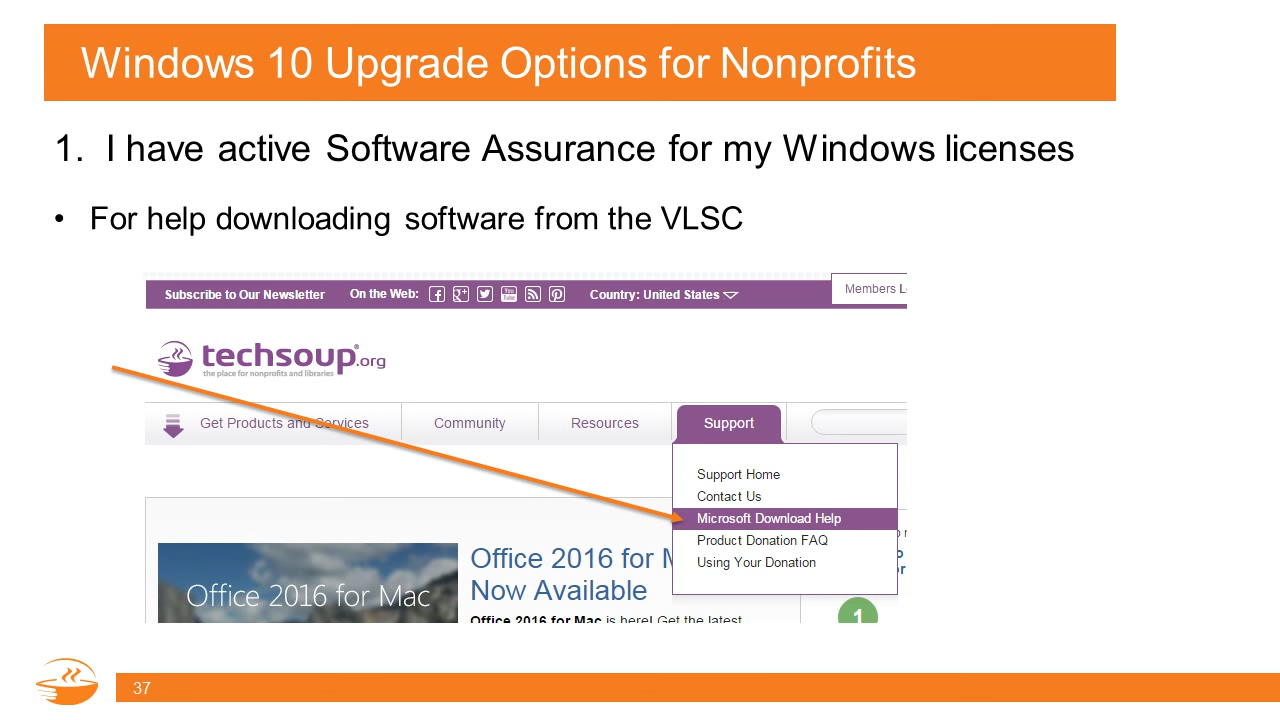 Windows 10 Upgrade Options for Nonprofits
1. I have active Software Assurance for my Windows licenses
• For help downloading software from the VLSC
Subscribe to Our Newsletter On the Web: Country: United States Members L
techsoup.org
the place for nonprofits and libraries
Get Products and Services Community Resources Support
Support Home
Contact Us
Microsoft Download Help
Product Donation FAQ
Using Your Donation
Office 2016 for M
Now Available
Office 2016 for Mac is here! Get the latest
Office 2016 for Mac
1
37